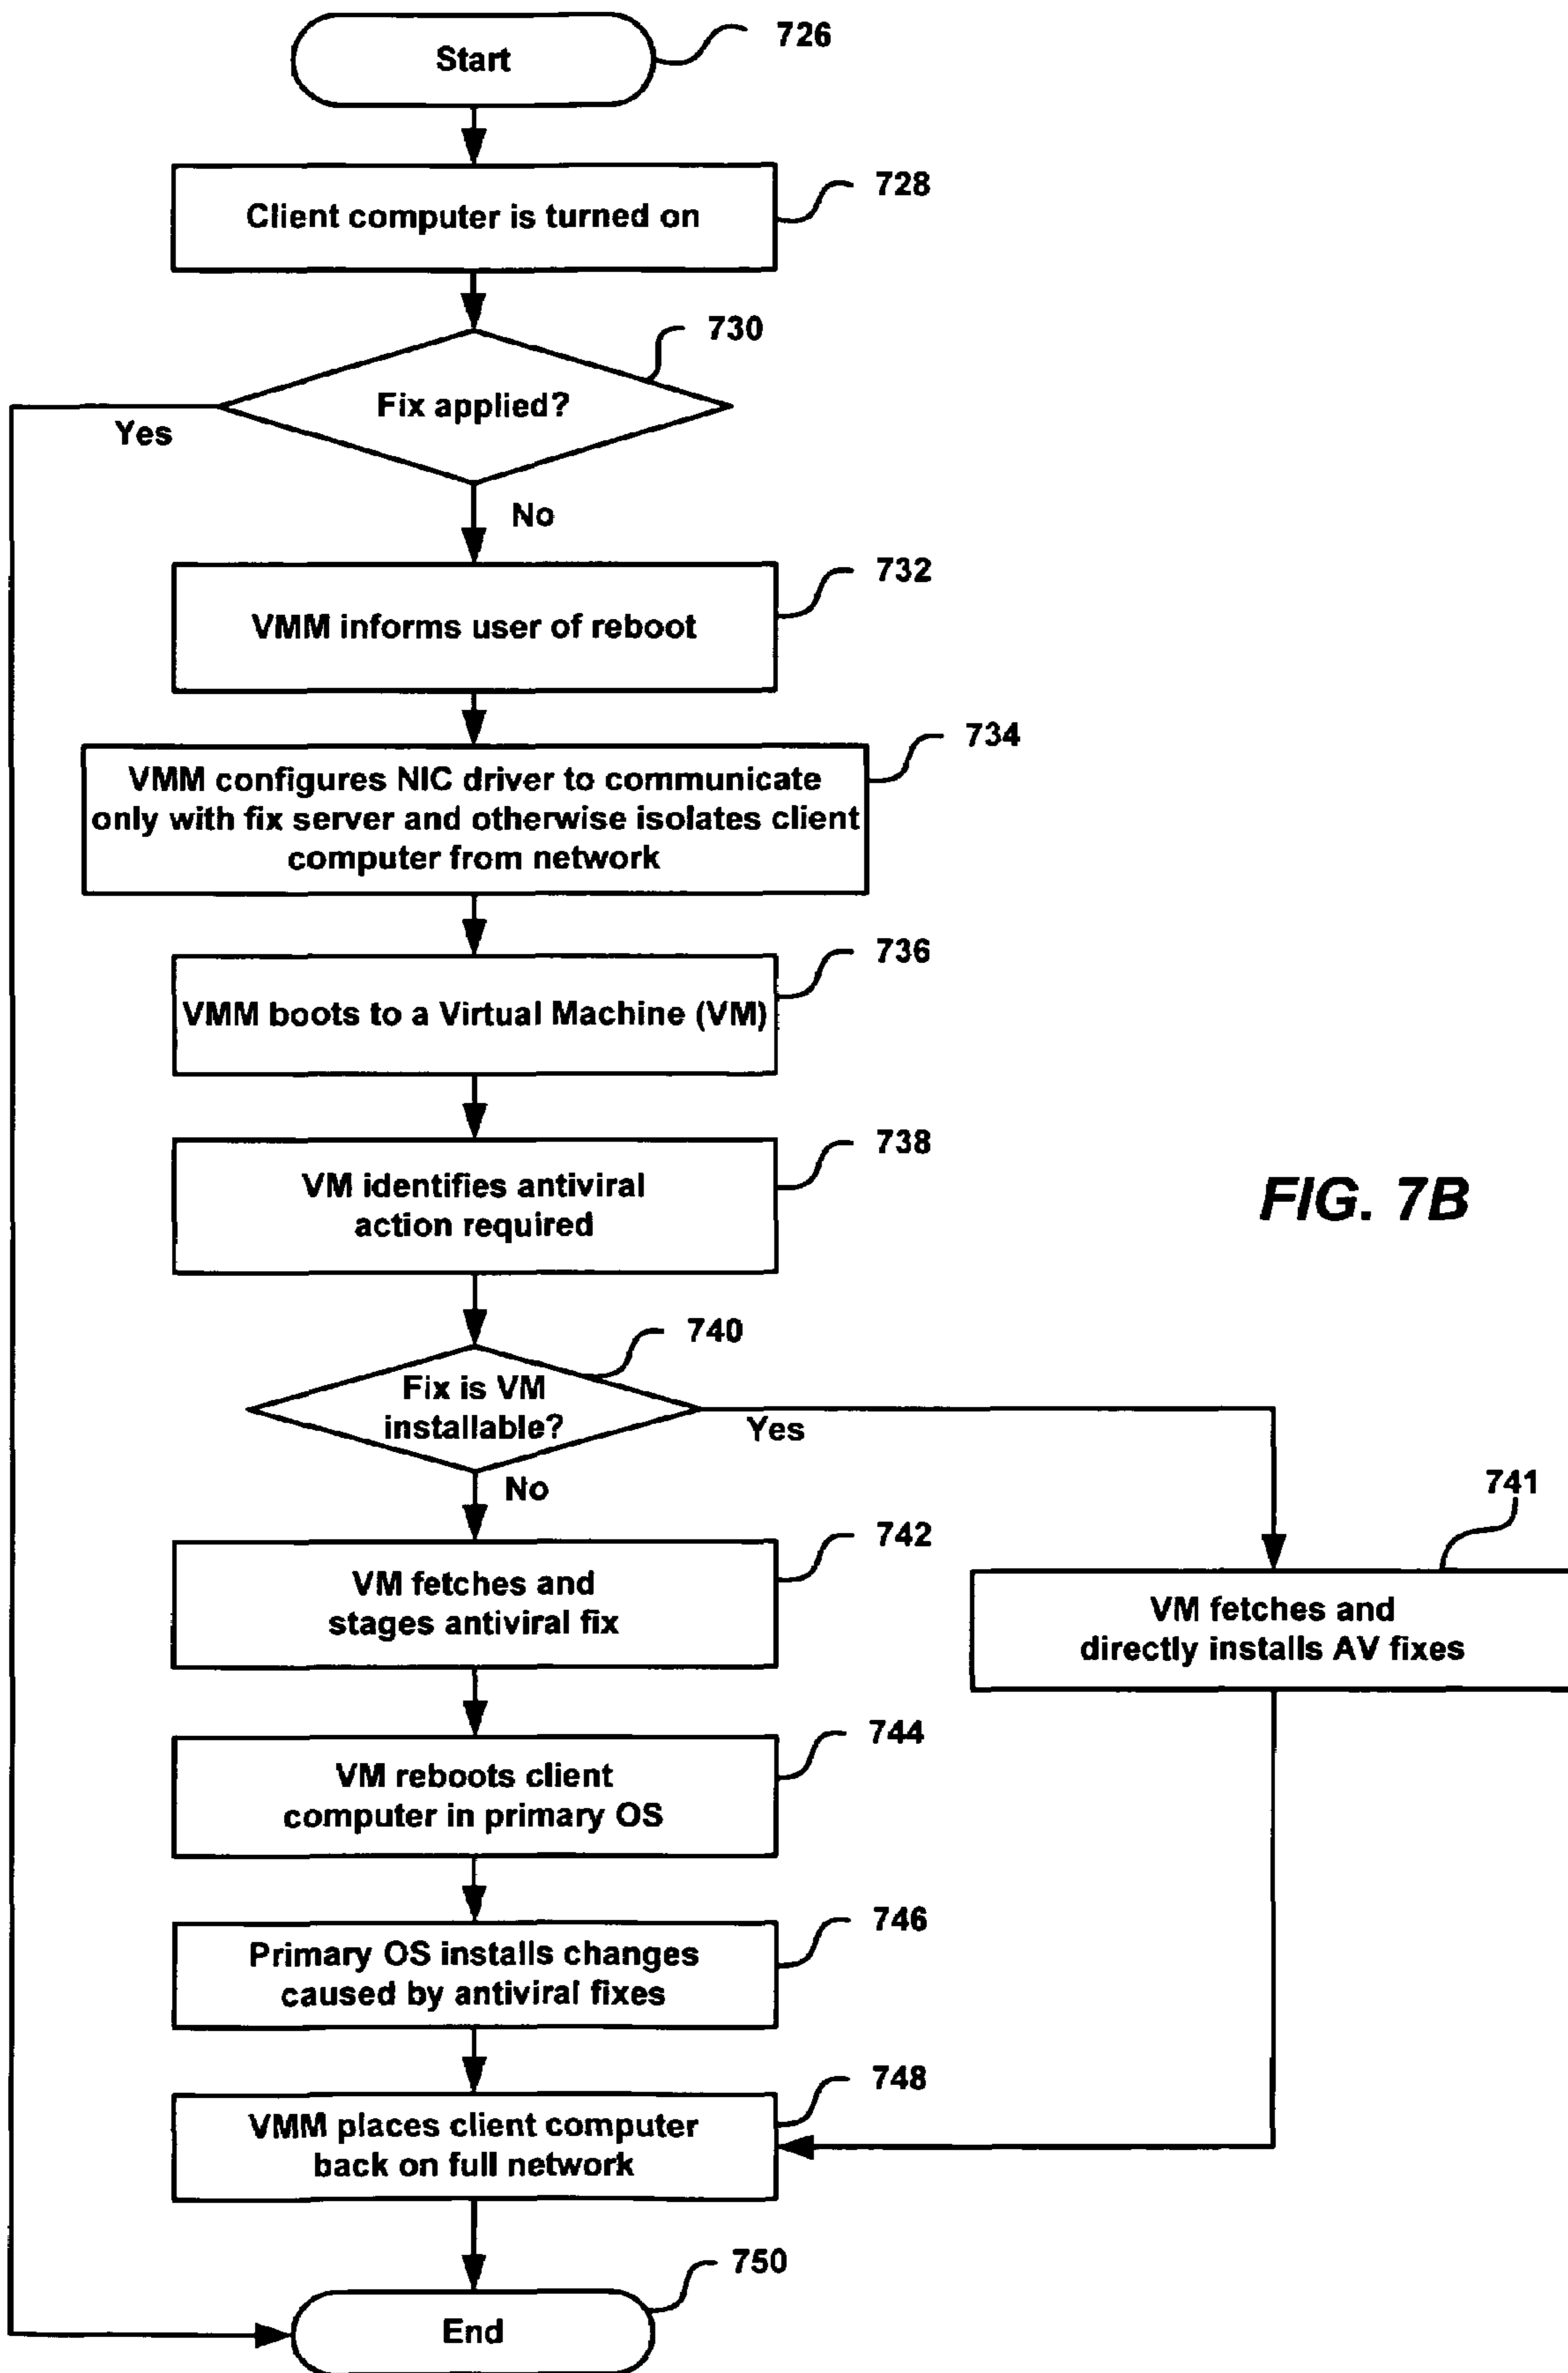 Start
726
Client computer is turned on
728
Fix applied?
730
Yes
No
VMM informs user of reboot
732
VMM configures NIC driver to communicate
only with fix server and otherwise isolates client
computer from network
734
VMM boots to a Virtual Machine (VM)
736
VM identifies antiviral
action required
738
FIG. 7B
Fix is VM
installable?
740
Yes
No
VM fetches and
stages antiviral fix
742
VM fetches and
directly installs AV fixes
741
VM reboots client
computer in primary OS
744
Primary OS installs changes
caused by antiviral fixes
746
VMM places client computer
back on full network
748
End
750